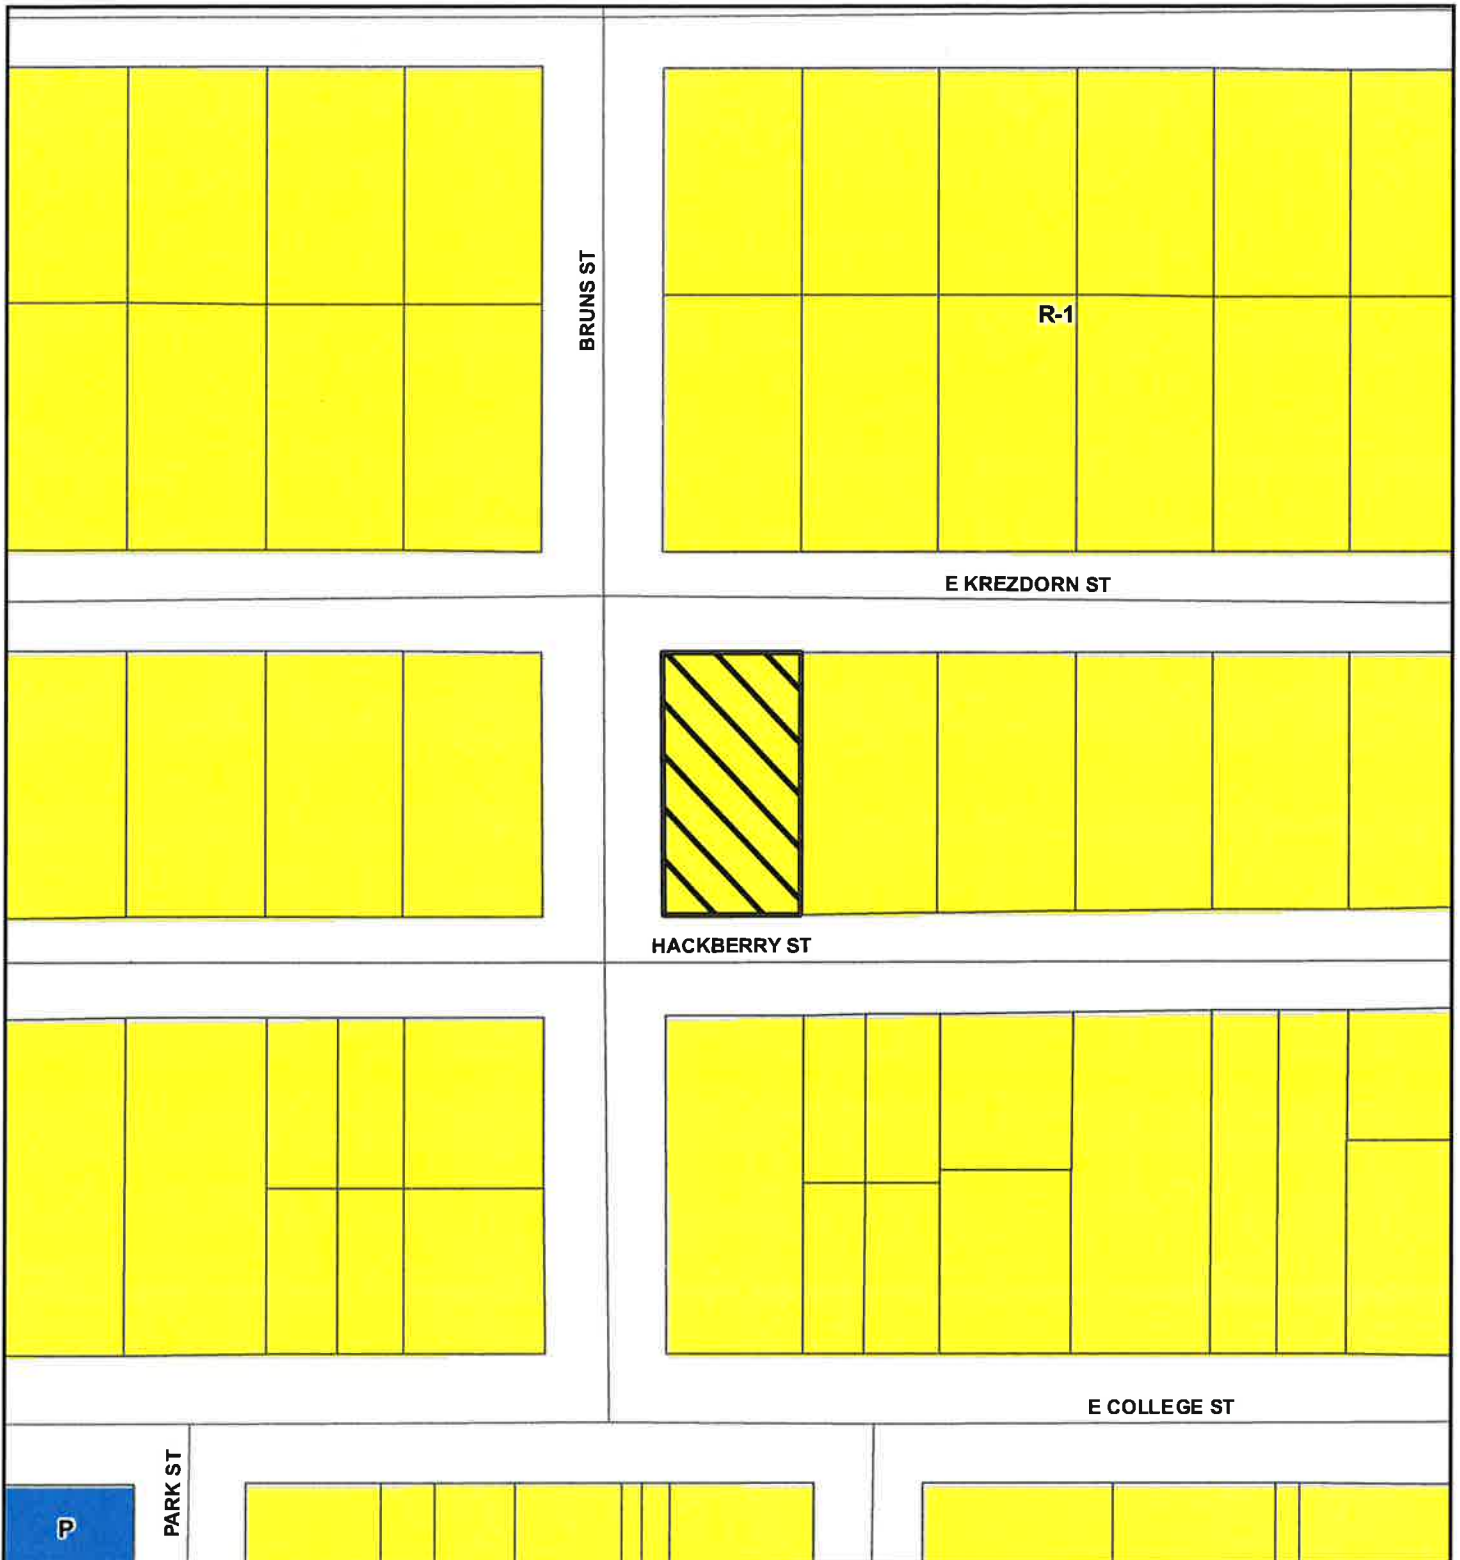 BRUNS ST
R-1
E KREZDORN ST
HACKBERRY ST
E COLLEGE ST
PARK ST
P